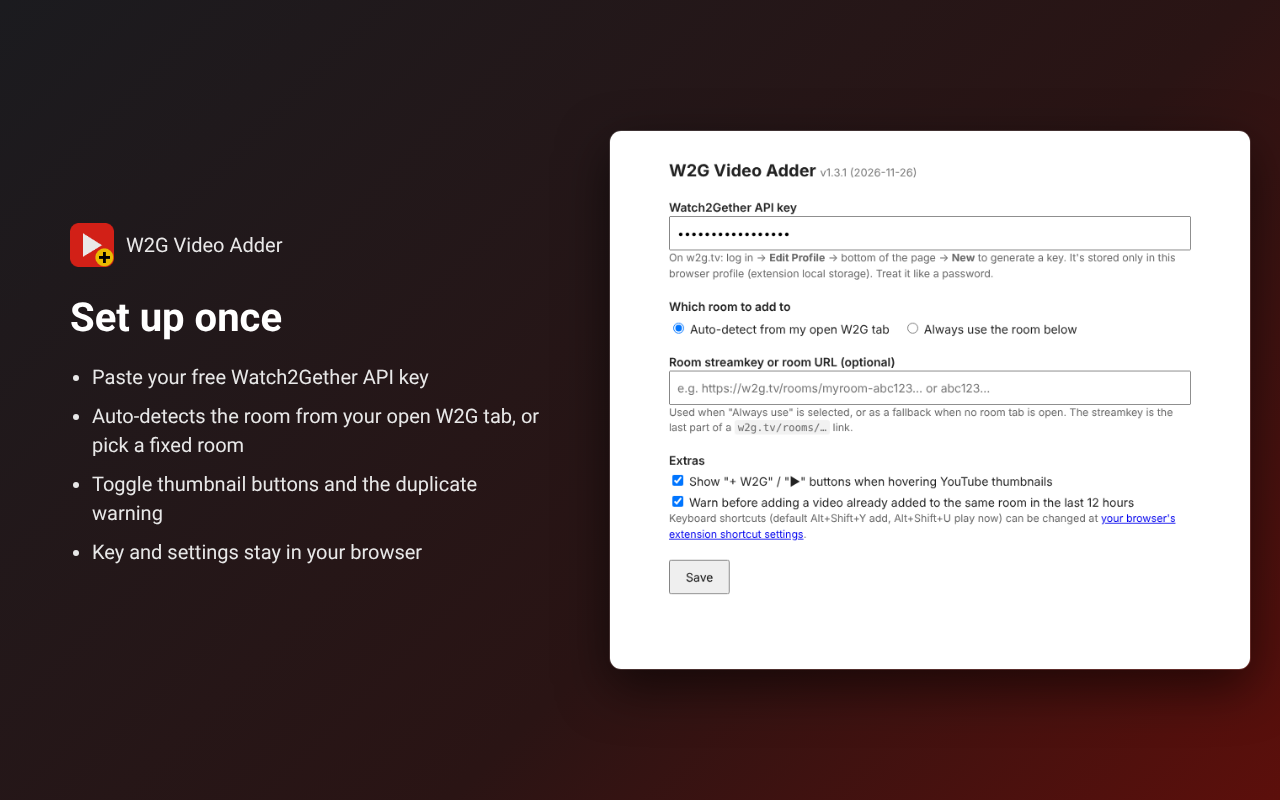 W2G Video Adder
Set up once
• Paste your free Watch2Gether API key
• Auto-detects the room from your open W2G tab, or
pick a fixed room
• Toggle thumbnail buttons and the duplicate
warning
• Key and settings stay in your browser
W2G Video Adder v1.3.1 (2026-11-26)
Watch2Gether API key
•••••••••••••••••
On w2g.tv: log in → Edit Profile → bottom of the page → New to generate a key. It's stored only in this
browser profile (extension local storage). Treat it like a password.
Which room to add to
Auto-detect from my open W2G tab Always use the room below
Room streamkey or room URL (optional)
e.g. https://w2g.tv/rooms/myroom-abc123... or abc123...
Used when "Always use" is selected, or as a fallback when no room tab is open. The streamkey is the
last part of a w2g.tv/rooms/… link.
Extras
Show "+ W2G" / "▶" buttons when hovering YouTube thumbnails
Warn before adding a video already added to the same room in the last 12 hours
Keyboard shortcuts (default Alt+Shift+Y add, Alt+Shift+U play now) can be changed at your browser's
extension shortcut settings.
Save